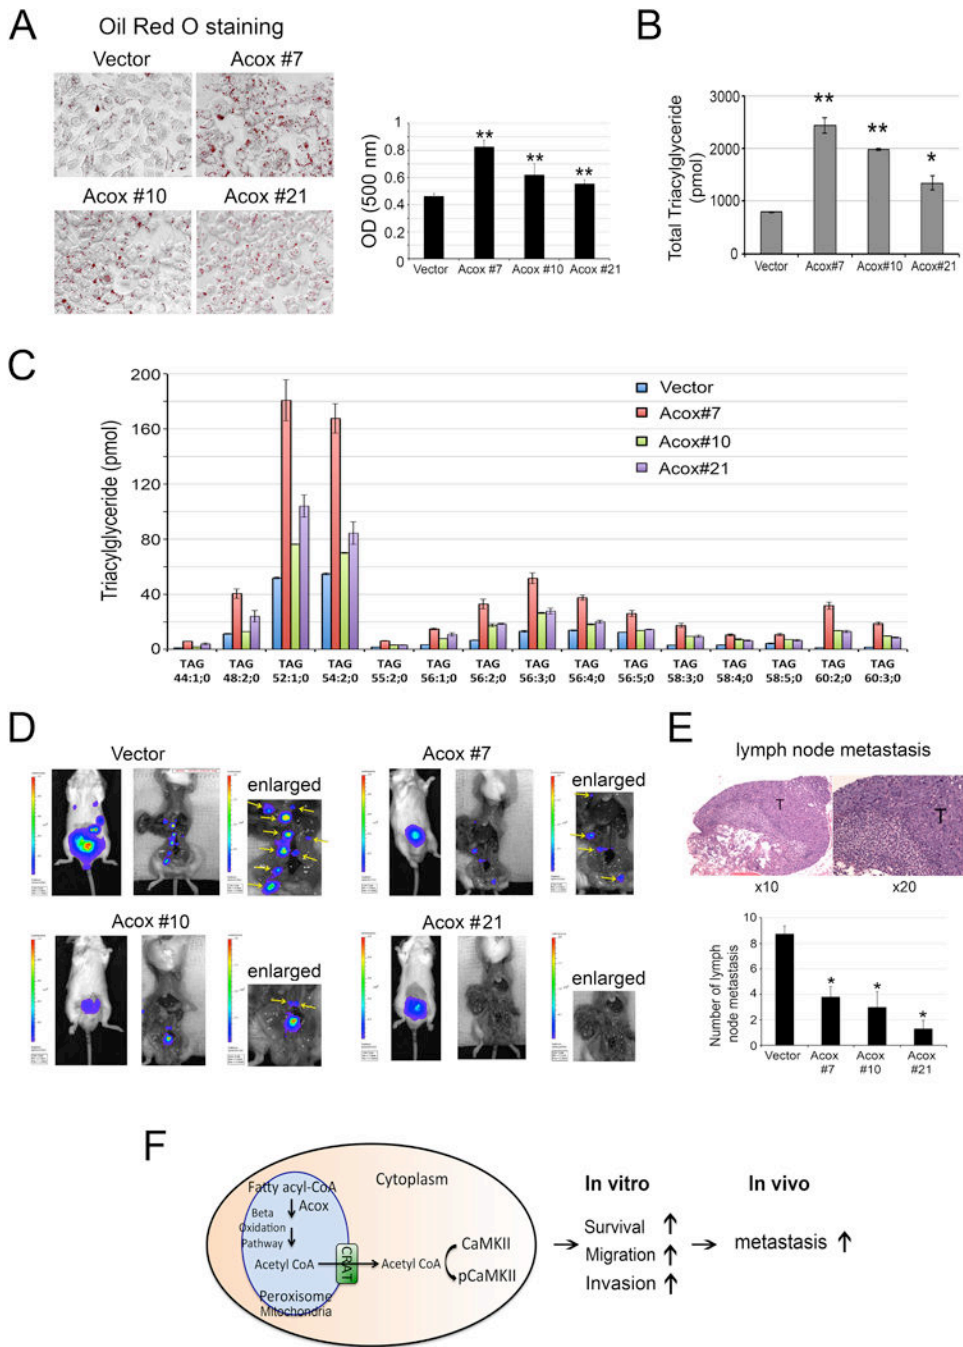 A
Oil Red O staining
Vector
Acox #7
Acox #10
Acox #21
OD (500 nm)
1
0.8
0.6
0.4
0.2
0
**
**
**
Vector
Acox #7
Acox #10
Acox #21
B
Total Triacylglyceride
(pmol)
3000
2000
1000
0
**
**
*
Vector
Acox#7
Acox#10
Acox#21
C
Triacylglyceride (pmol)
200
160
120
80
40
0
Vector
Acox#7
Acox#10
Acox#21
TAG TAG TAG TAG TAG TAG TAG TAG TAG TAG TAG TAG TAG TAG TAG
44:1;0 48:2;0 52:1;0 54:2;0 55:2;0 56:1;0 56:2;0 56:3;0 56:4;0 56:5;0 58:3;0 58:4;0 58:5;0 60:2;0 60:3;0
D
Vector
enlarged
Acox #7
enlarged
Acox #10
enlarged
Acox #21
enlarged
E
lymph node metastasis
T
T
x10
x20
Number of lymph
node metastasis
10
8
6
4
2
0
*
*
*
Vector
Acox
#7
Acox
#10
Acox
#21
F
Fatty acyl-CoA
Acox
Beta
Oxidation
Pathway
Acetyl CoA
Peroxisome
Mitochondria
CRAT
Cytoplasm
Acetyl CoA
CaMKII
pCaMKII
In vitro
Survival
Migration
Invasion
In vivo
metastasis